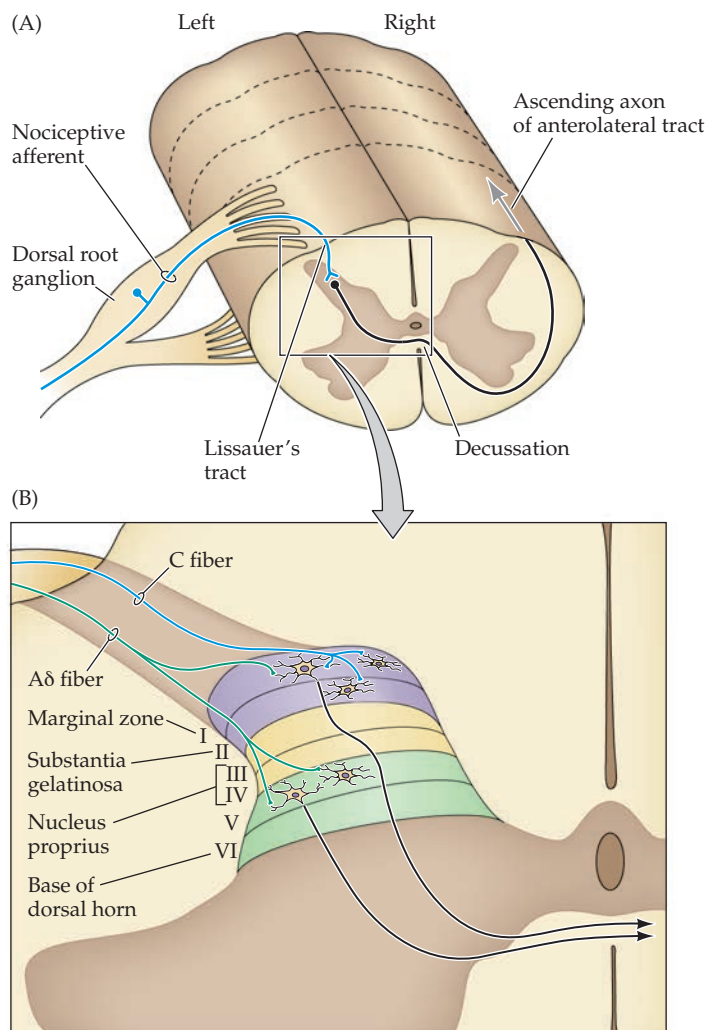 (A)
Left
Right
Nociceptive
afferent
Ascending axon
of anterolateral tract
Dorsal root
ganglion
Lissauer's
tract
Decussation
(B)
C fiber
Aδ fiber
Marginal zone
I
Substantia
gelatinosa
II
III
IV
Nucleus
proprius
V
VI
Base of
dorsal horn